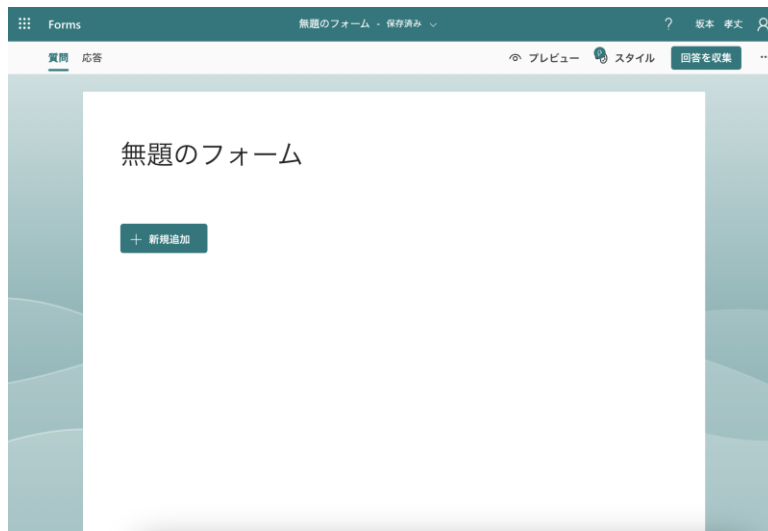 Forms
無題のフォーム - 保存済み
?
坂本 孝丈
質問 応答
プレビュー
スタイル
回答を収集
...
無題のフォーム
+ 新規追加